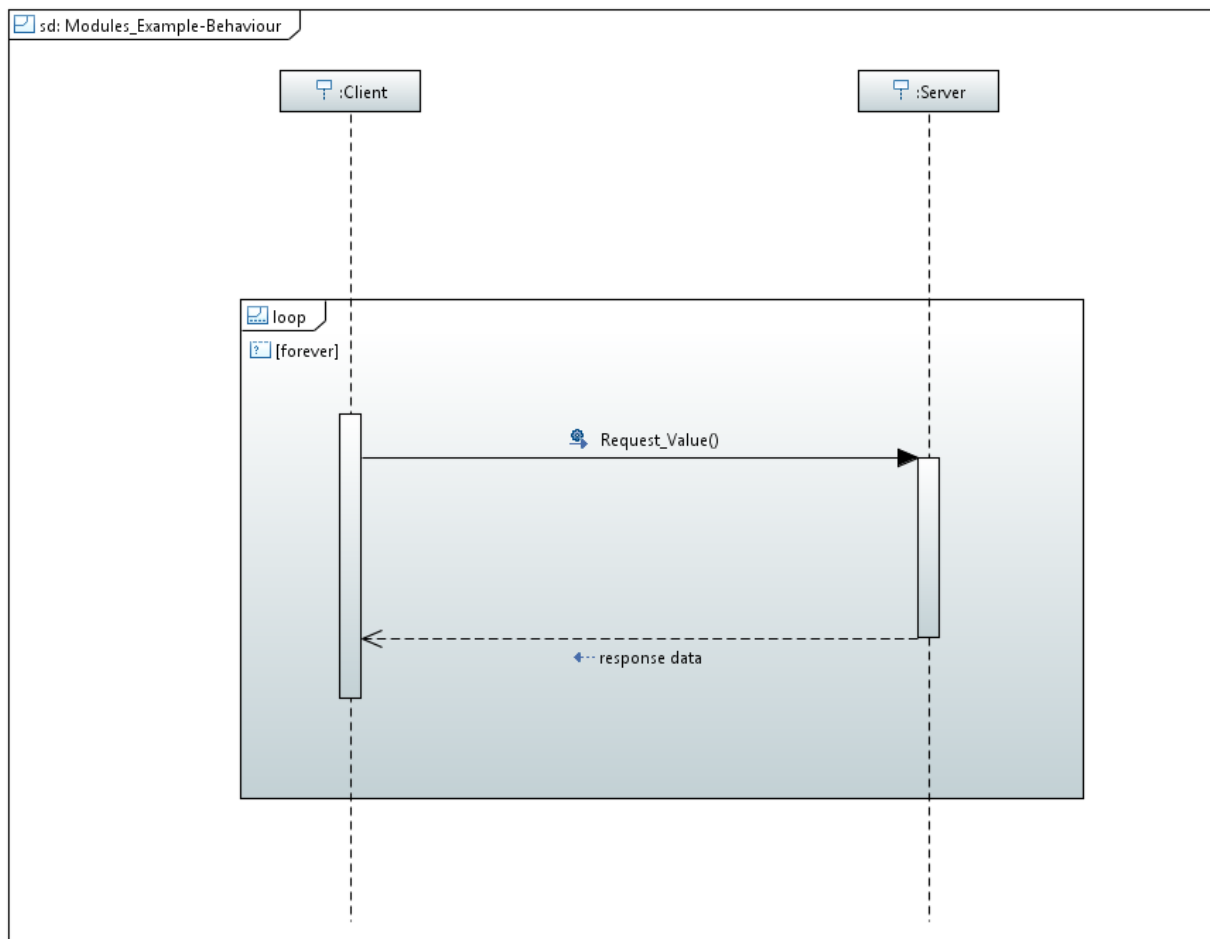 sd: Modules_Example-Behaviour
:Client
:Server
loop
[forever]
Request_Value()
response data